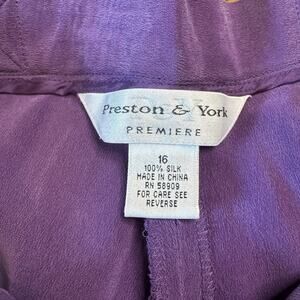 Preston & York
PREMIERE
16
100% SILK
MADE IN CHINA
RN 58909
FOR CARE SEE
REVERSE